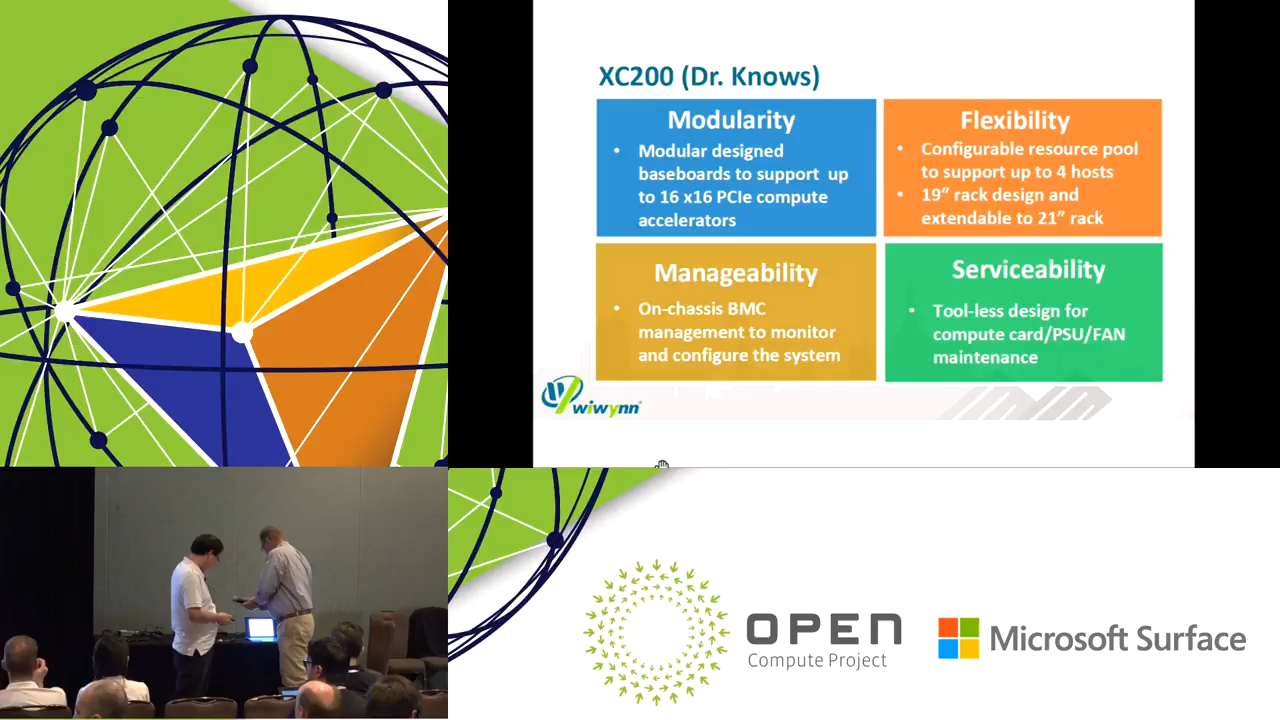 XC200 (Dr. Knows)
Modularity
• Modular designed
baseboards to support up
to 16 x16 PCIe compute
accelerators
Flexibility
• Configurable resource pool
to support up to 4 hosts
• 19” rack design and
extendable to 21” rack
Manageability
• On-chassis BMC
management to monitor
and configure the system
Serviceability
• Tool-less design for
compute card/PSU/FAN
maintenance
wiwynn
OPEN
Compute Project
Microsoft Surface